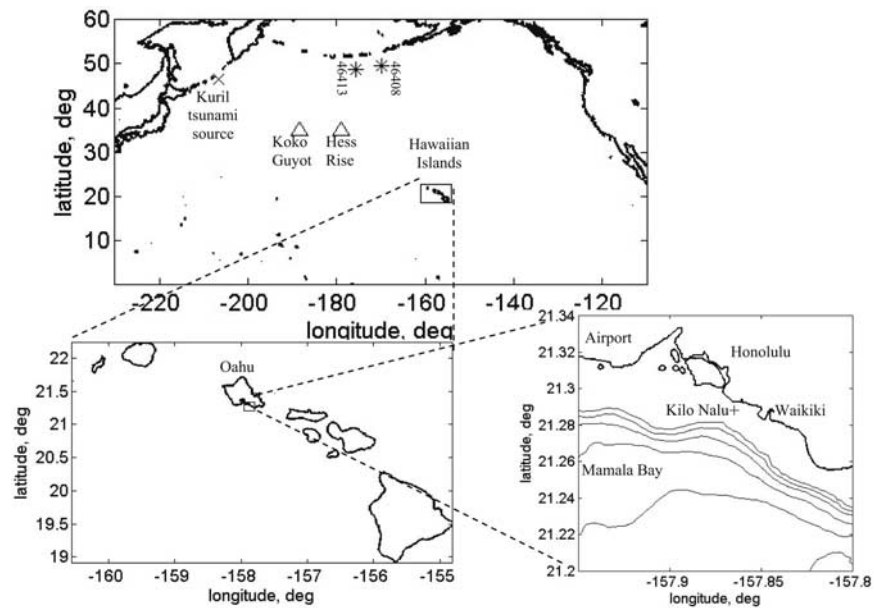 60
50
40
30
20
10
latitude, deg
46413
46408
Kuril
tsunami
source
Koko
Guyot
Hess
Rise
Hawaiian
Islands
-220
-200
-180
-160
-140
-120
longitude, deg
22
21.5
21
20.5
20
19.5
19
latitude, deg
Oahu
-160
-159
-158
-157
-156
-155
longitude, deg
21.34
21.32
21.3
21.28
21.26
21.24
21.22
21.2
latitude, deg
Airport
Honolulu
Kilo Nalu+
Waikiki
Mamala Bay
-157.9
-157.85
-157.8
longitude, deg